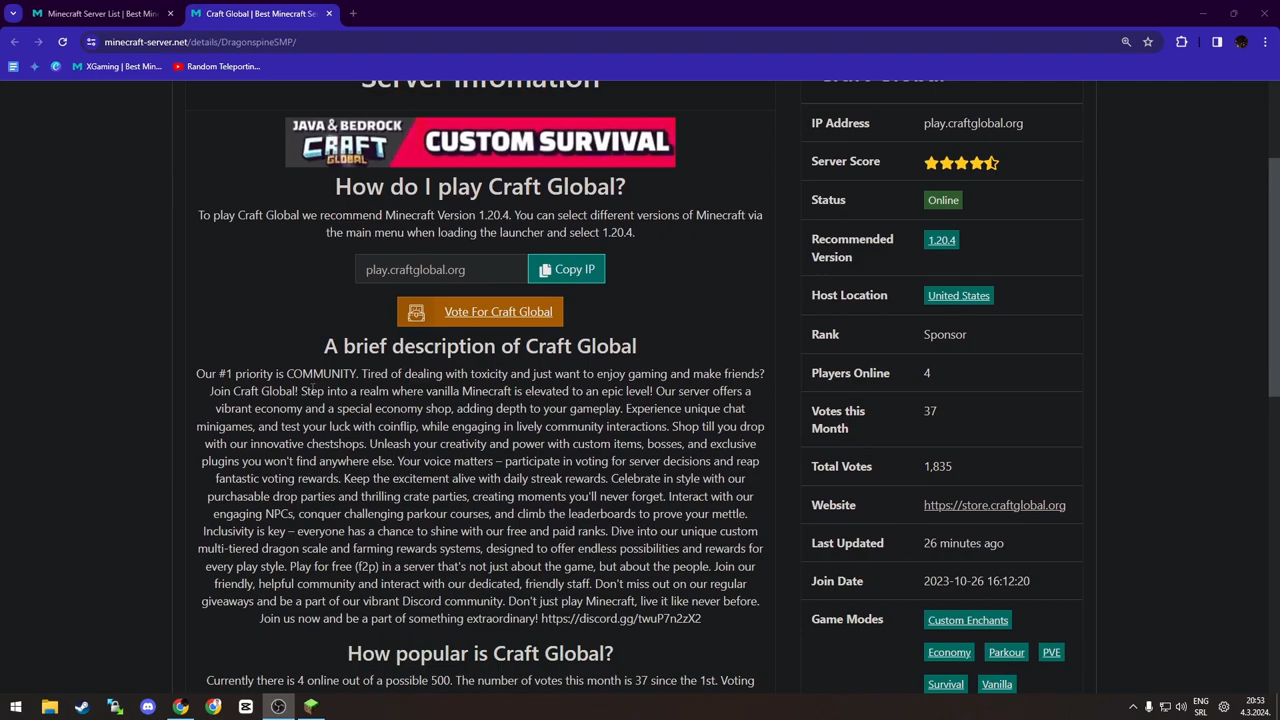 Minecraft Server List | Best Min
Craft Global | Best Minecraft Se
minecraft-server.net/details/DragonspineSMP/
XGaming | Best Min...
Random Teleporting...
Server Infomation
JAVA & BEDROCK
CRAFT
GLOBAL
CUSTOM SURVIVAL
How do I play Craft Global?
To play Craft Global we recommend Minecraft Version 1.20.4. You can select different versions of Minecraft via
the main menu when loading the launcher and select 1.20.4.
play.craftglobal.org
Copy IP
Vote For Craft Global
A brief description of Craft Global
Our #1 priority is COMMUNITY. Tired of dealing with toxicity and just want to enjoy gaming and make friends?
Join Craft Global! Step into a realm where vanilla Minecraft is elevated to an epic level! Our server offers a
vibrant economy and a special economy shop, adding depth to your gameplay. Experience unique chat
minigames, and test your luck with coinflip, while engaging in lively community interactions. Shop till you drop
with our innovative chestshops. Unleash your creativity and power with custom items, bosses, and exclusive
plugins you won't find anywhere else. Your voice matters – participate in voting for server decisions and reap
fantastic voting rewards. Keep the excitement alive with daily streak rewards. Celebrate in style with our
purchasable drop parties and thrilling crate parties, creating moments you'll never forget. Interact with our
engaging NPCs, conquer challenging parkour courses, and climb the leaderboards to prove your mettle.
Inclusivity is key – everyone has a chance to shine with our free and paid ranks. Dive into our unique custom
multi-tiered dragon scale and farming rewards systems, designed to offer endless possibilities and rewards for
every play style. Play for free (f2p) in a server that's not just about the game, but about the people. Join our
friendly, helpful community and interact with our dedicated, friendly staff. Don't miss out on our regular
giveaways and be a part of our vibrant Discord community. Don't just play Minecraft, live it like never before.
Join us now and be a part of something extraordinary! https://discord.gg/twuP7n2zX2
How popular is Craft Global?
Currently there is 4 online out of a possible 500. The number of votes this month is 37 since the 1st. Voting
Craft Global
IP Address play.craftglobal.org
Server Score
Status Online
Recommended
Version
1.20.4
Host Location United States
Rank Sponsor
Players Online 4
Votes this
Month
37
Total Votes 1,835
Website https://store.craftglobal.org
Last Updated 26 minutes ago
Join Date 2023-10-26 16:12:20
Game Modes Custom Enchants
Economy Parkour PVE
Survival Vanilla
ENG
SRL
20:53
4.3.2024.